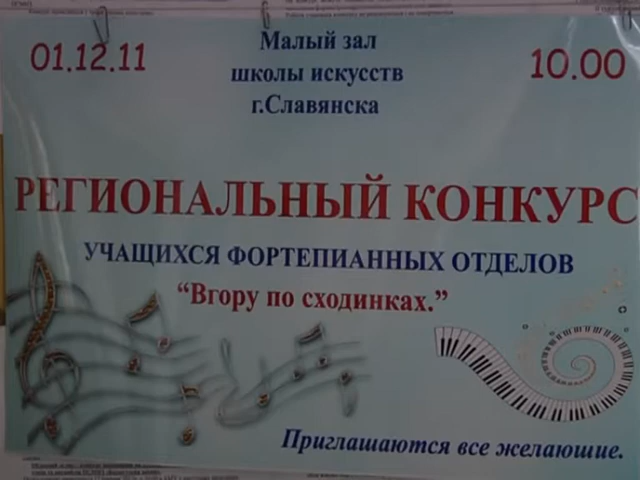 Малый зал
01.12.11
школы искусств
10.00
г.Славянска
РЕГИОНАЛЬНЫЙ КОНКУРС
УЧАЩИХСЯ ФОРТЕПИАННЫХ ОТДЕЛОВ
“Вгору по сходинках.”
Приглашаются все желаюшие.